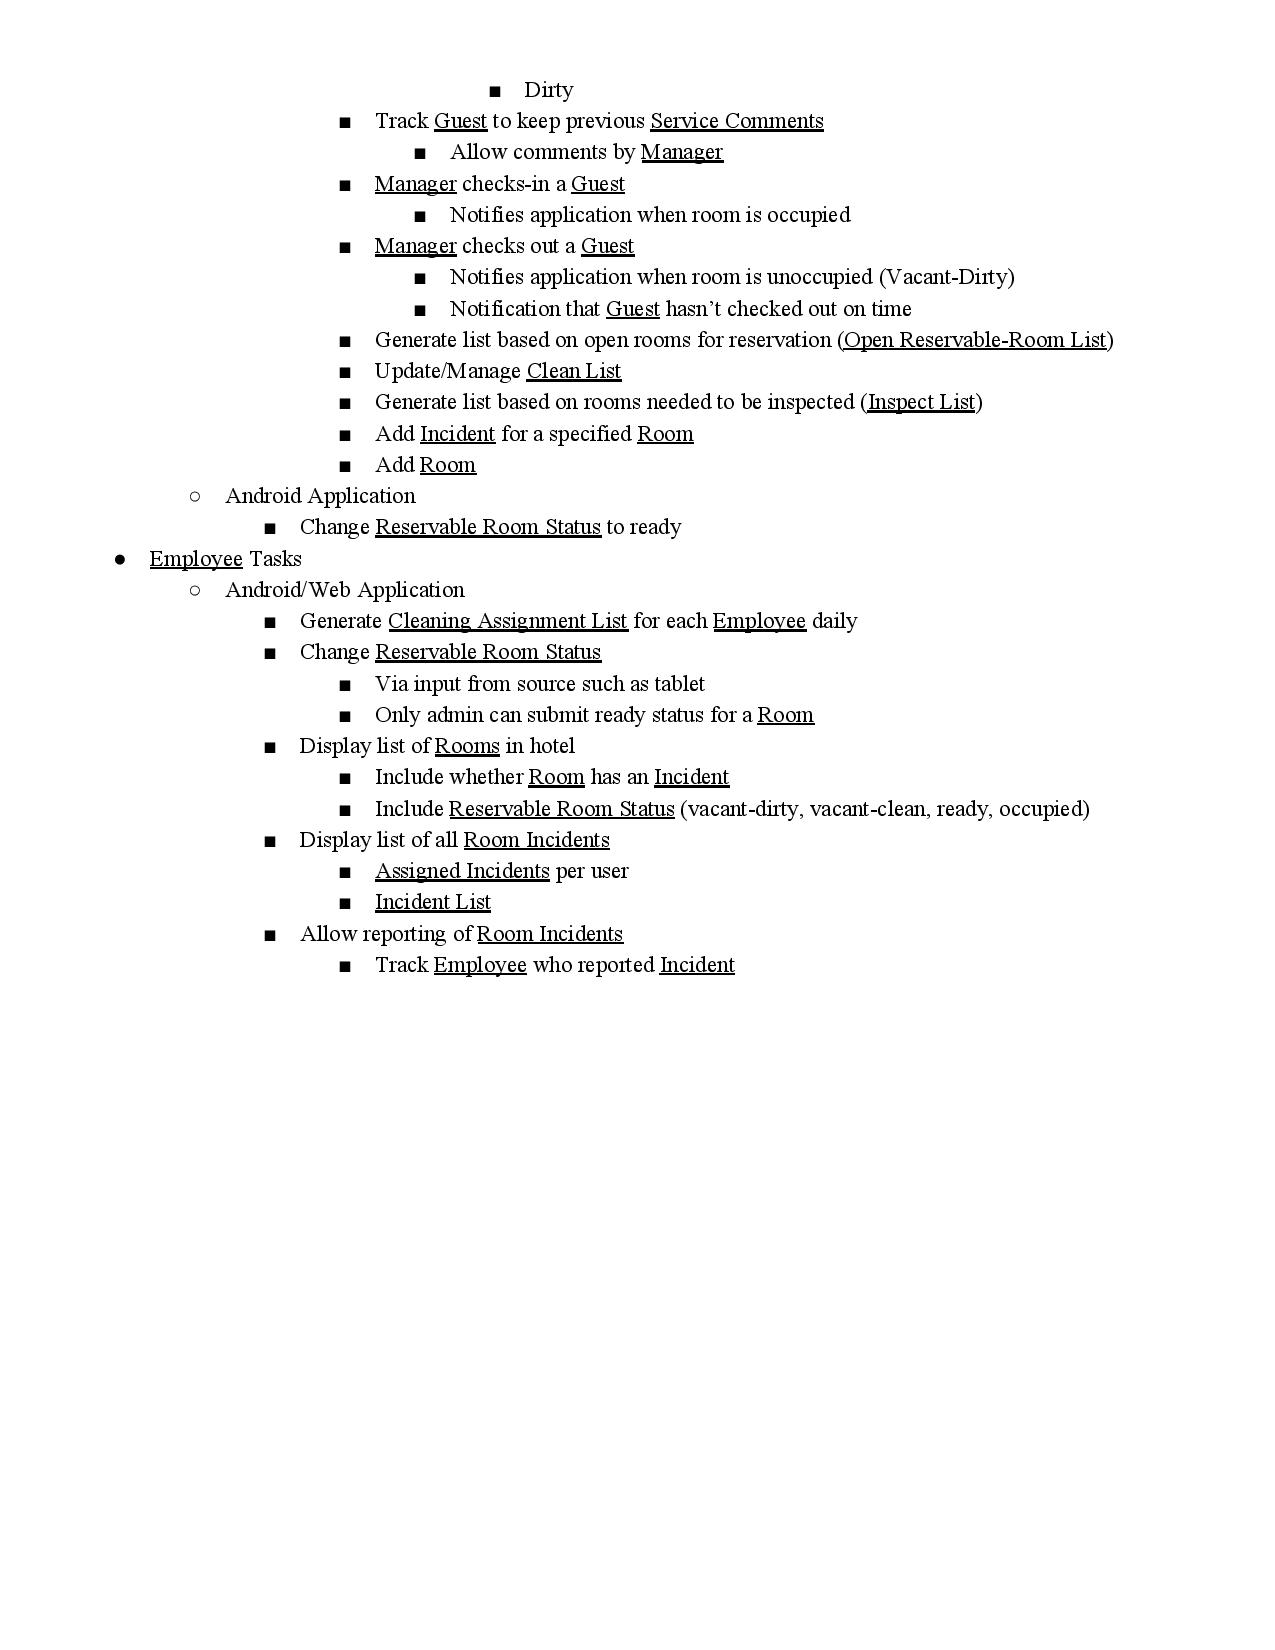 ■ Dirty
■ Track Guest to keep previous Service Comments
■ Allow comments by Manager
■ Manager checks-in a Guest
■ Notifies application when room is occupied
■ Manager checks out a Guest
■ Notifies application when room is unoccupied (Vacant-Dirty)
■ Notification that Guest hasn’t checked out on time
■ Generate list based on open rooms for reservation (Open Reservable-Room List)
■ Update/Manage Clean List
■ Generate list based on rooms needed to be inspected (Inspect List)
■ Add Incident for a specified Room
■ Add Room
○ Android Application
■ Change Reservable Room Status to ready
● Employee Tasks
○ Android/Web Application
■ Generate Cleaning Assignment List for each Employee daily
■ Change Reservable Room Status
■ Via input from source such as tablet
■ Only admin can submit ready status for a Room
■ Display list of Rooms in hotel
■ Include whether Room has an Incident
■ Include Reservable Room Status (vacant-dirty, vacant-clean, ready, occupied)
■ Display list of all Room Incidents
■ Assigned Incidents per user
■ Incident List
■ Allow reporting of Room Incidents
■ Track Employee who reported Incident